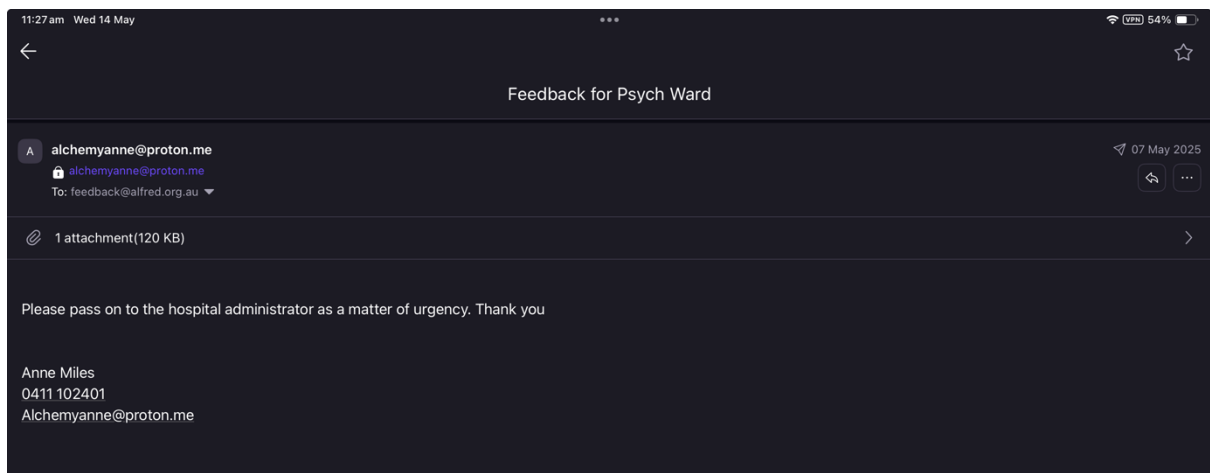 11:27 am Wed 14 May
VPN 54%
Feedback for Psych Ward
A alchemyanne@proton.me 07 May 2025
alchemyanne@proton.me
To: feedback@alfred.org.au
1 attachment(120 KB)
Please pass on to the hospital administrator as a matter of urgency. Thank you
Anne Miles
0411 102401
Alchemyanne@proton.me